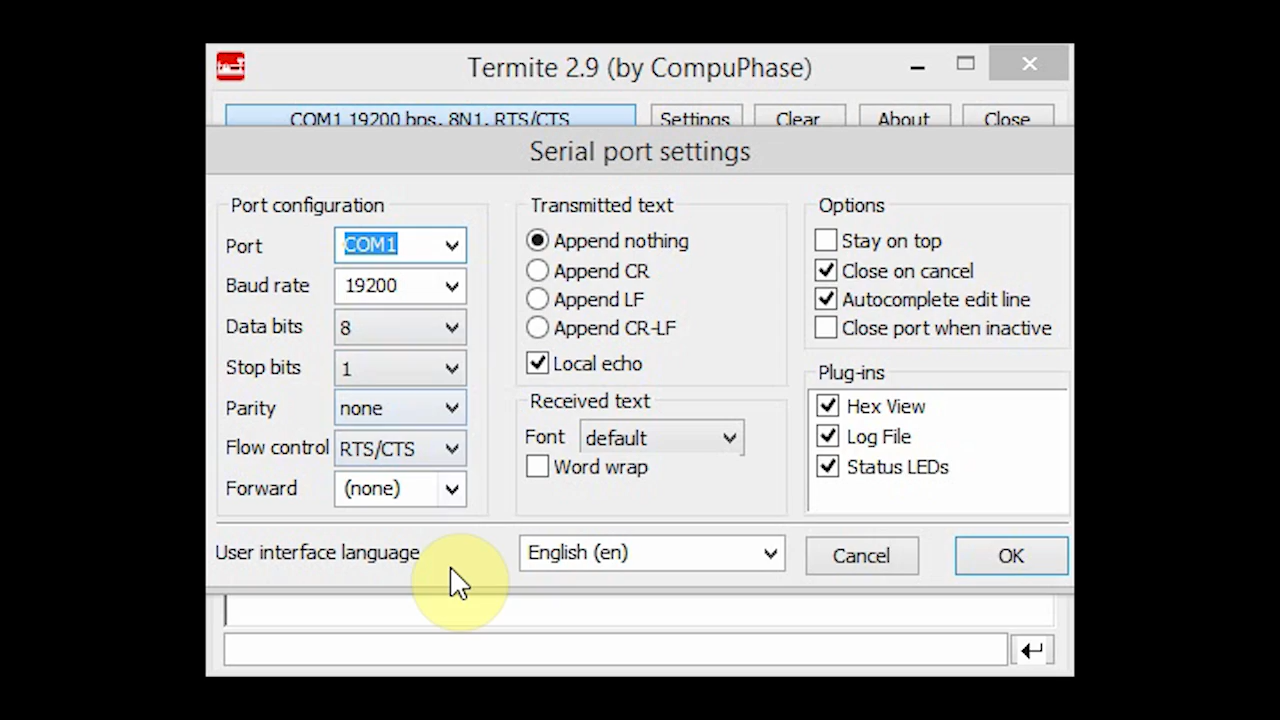 Termite 2.9 (by CompuPhase)
COM1 19200 bps, 8N1, RTS/CTS
Settings
Clear
About
Close
Serial port settings
Port configuration
Port
COM1
Baud rate
19200
Data bits
8
Stop bits
1
Parity
none
Flow control
RTS/CTS
Forward
(none)
Transmitted text
Append nothing
Append CR
Append LF
Append CR-LF
Local echo
Received text
Font
default
Word wrap
Options
Stay on top
Close on cancel
Autocomplete edit line
Close port when inactive
Plug-ins
Hex View
Log File
Status LEDs
User interface language
English (en)
Cancel
OK